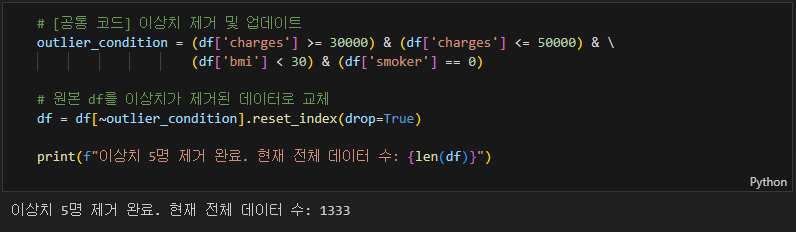 # [공통 코드] 이상치 제거 및 업데이트
outlier_condition = (df['charges'] >= 30000) & (df['charges'] <= 50000) & \
(df['bmi'] < 30) & (df['smoker'] == 0)
# 원본 df를 이상치가 제거된 데이터로 교체
df = df[~outlier_condition].reset_index(drop=True)
print(f"이상치 5명 제거 완료. 현재 전체 데이터 수: {len(df)}")
Python
이상치 5명 제거 완료. 현재 전체 데이터 수: 1333